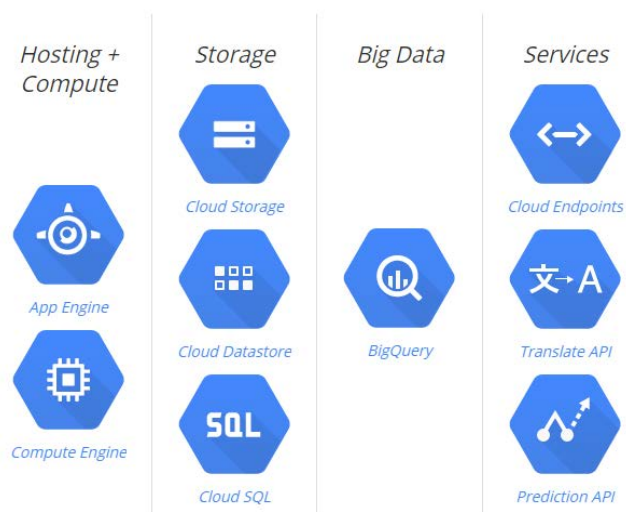 Hosting +
Compute
App Engine
Compute Engine
Storage
Cloud Storage
Cloud Datastore
SQL
Cloud SQL
Big Data
BigQuery
Services
Cloud Endpoints
文→A
Translate API
Prediction API